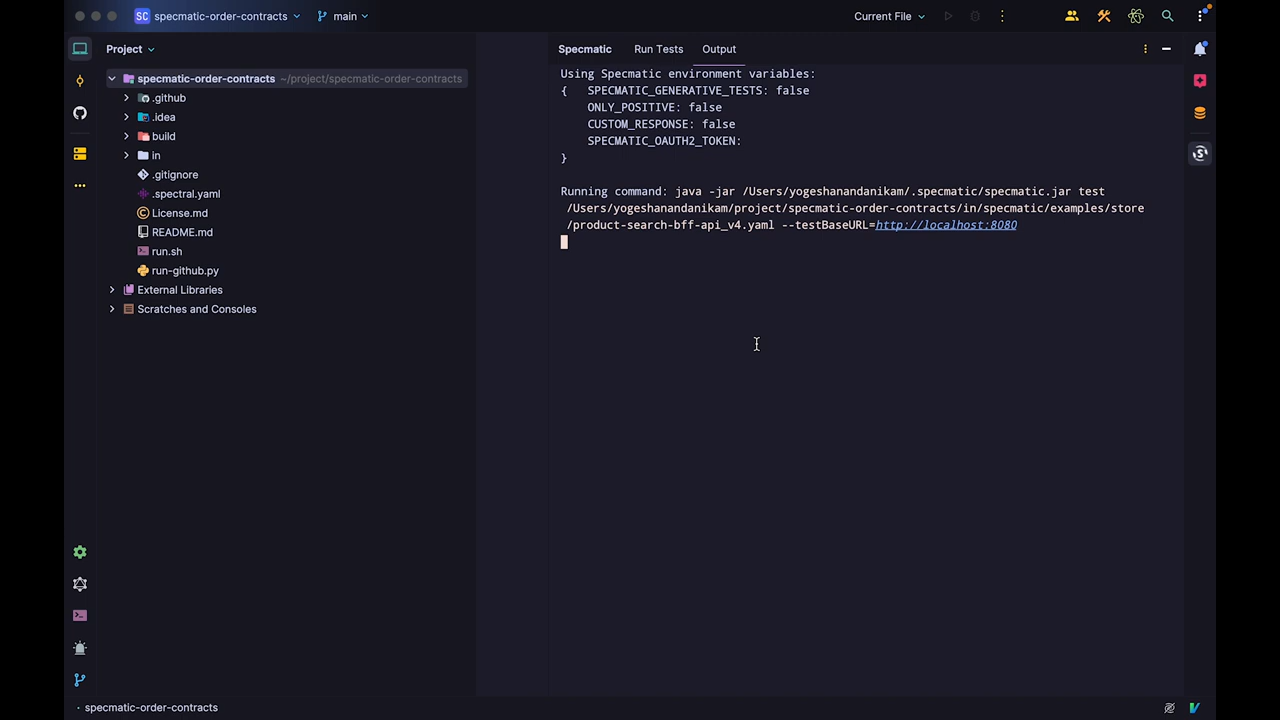 SC specmatic-order-contracts main Current File
Project
specmatic-order-contracts ~/project/specmatic-order-contracts
.github
.idea
build
in
.gitignore
.spectral.yaml
License.md
README.md
run.sh
run-github.py
External Libraries
Scratches and Consoles
Specmatic Run Tests Output
Using Specmatic environment variables:
{ SPECMATIC_GENERATIVE_TESTS: false
ONLY_POSITIVE: false
CUSTOM_RESPONSE: false
SPECMATIC_OAUTH2_TOKEN:
}
Running command: java -jar /Users/yogeshanandanikam/.specmatic/specmatic.jar test
/Users/yogeshanandanikam/project/specmatic-order-contracts/in/specmatic/examples/store
/product-search-bff-api_v4.yaml --testBaseURL=http://localhost:8080
specmatic-order-contracts